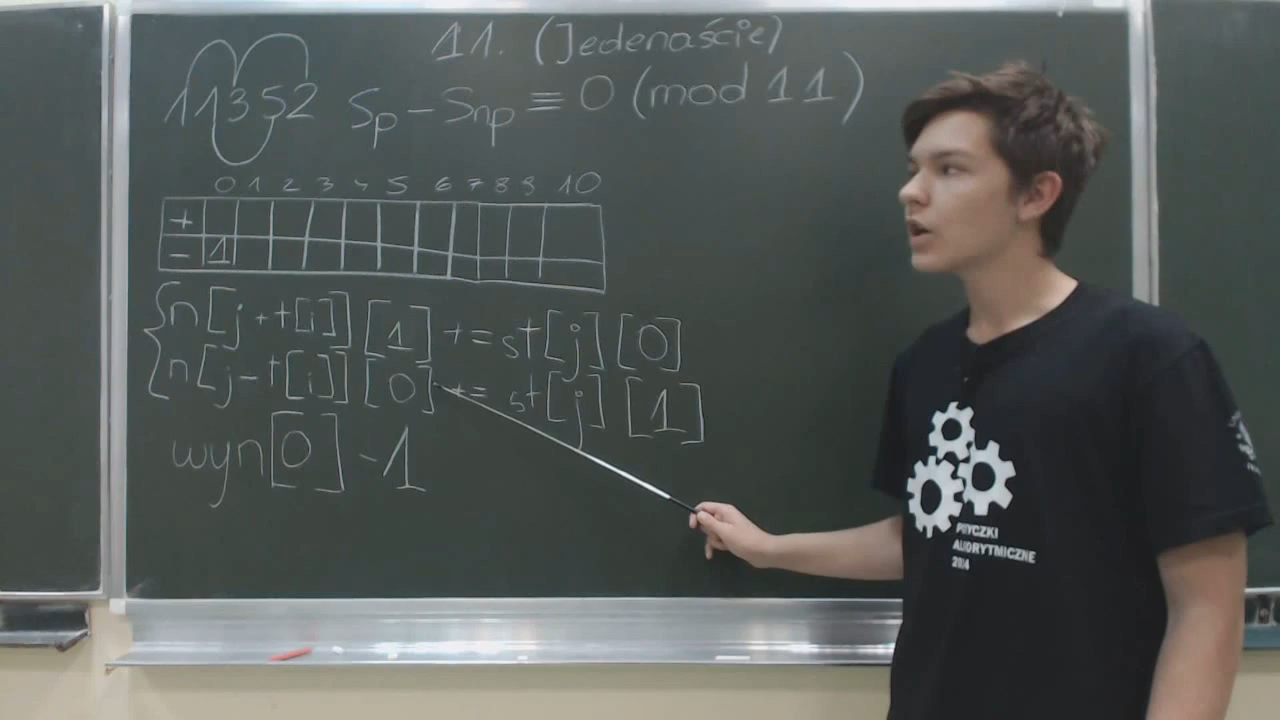 11. (Jedenaście)
11352 Sp - Snp ≡ 0 (mod 11)
0 1 2 3 4 5 6 7 8 9 10
+
- 1
{ n[j+t[i]] [1] += st[j] [0]
n[j-t[i]] [0] += st[j] [1]
wyn[0] -1
POTYCZKI
ALGORYTMICZNE
2014